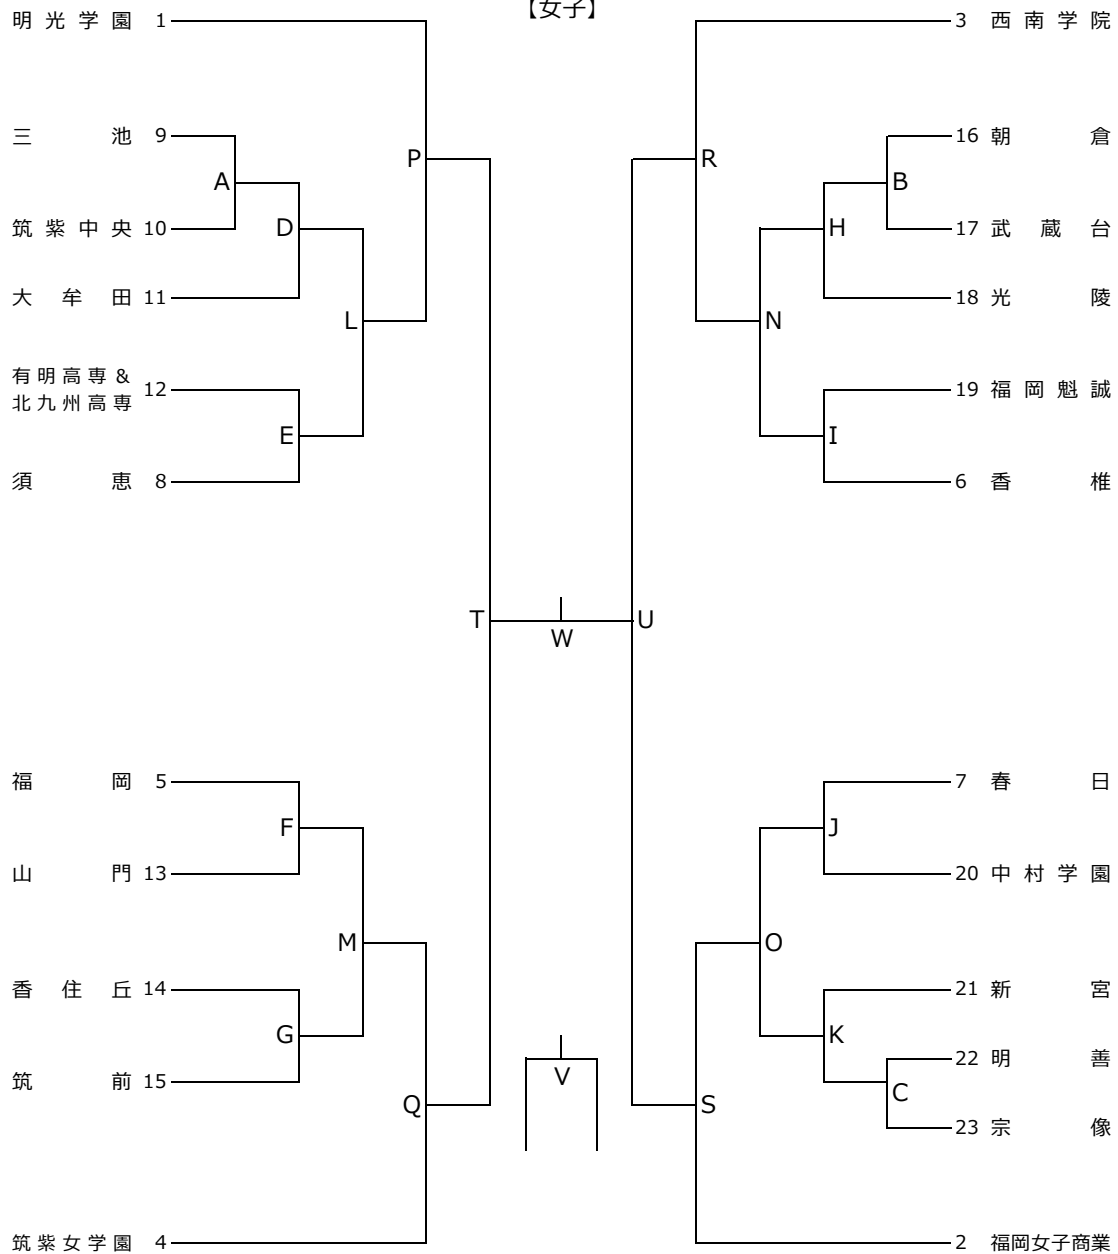 【女子】
明光学園 1
三池 9
A
筑紫中央 10
D
大牟田 11
P
L
有明高専&
北九州高専 12
E
須恵 8
T
福岡 5
F
山門 13
M
香住丘 14
G
筑前 15
Q
筑紫女学園 4
W
V
3 西南学院
R
16 朝倉
B
17 武蔵台
H
18 光陵
N
19 福岡魁誠
I
6 香椎
U
7 春日
J
20 中村学園
O
21 新宮
K
22 明善
C
23 宗像
S
2 福岡女子商業